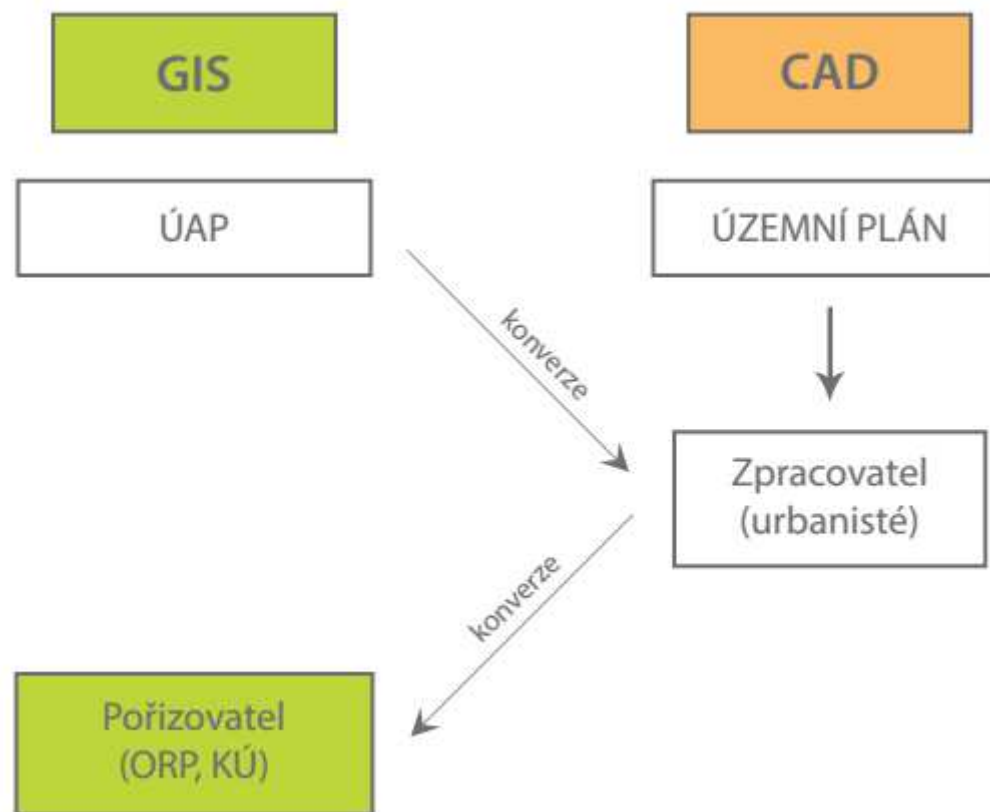 GIS
CAD
ÚAP
ÚZEMNÍ PLÁN
konverze
Zpracovatel
(urbanisté)
konverze
Pořizovatel
(ORP, KÚ)